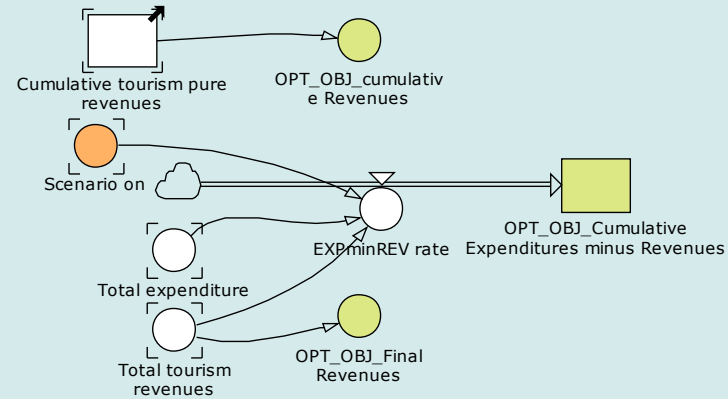 Cumulative tourism pure
revenues
OPT_OBJ_cumulativ
e Revenues
Scenario on
EXPminREV rate
OPT_OBJ_Cumulative
Expenditures minus Revenues
Total expenditure
Total tourism
revenues
OPT_OBJ_Final
Revenues